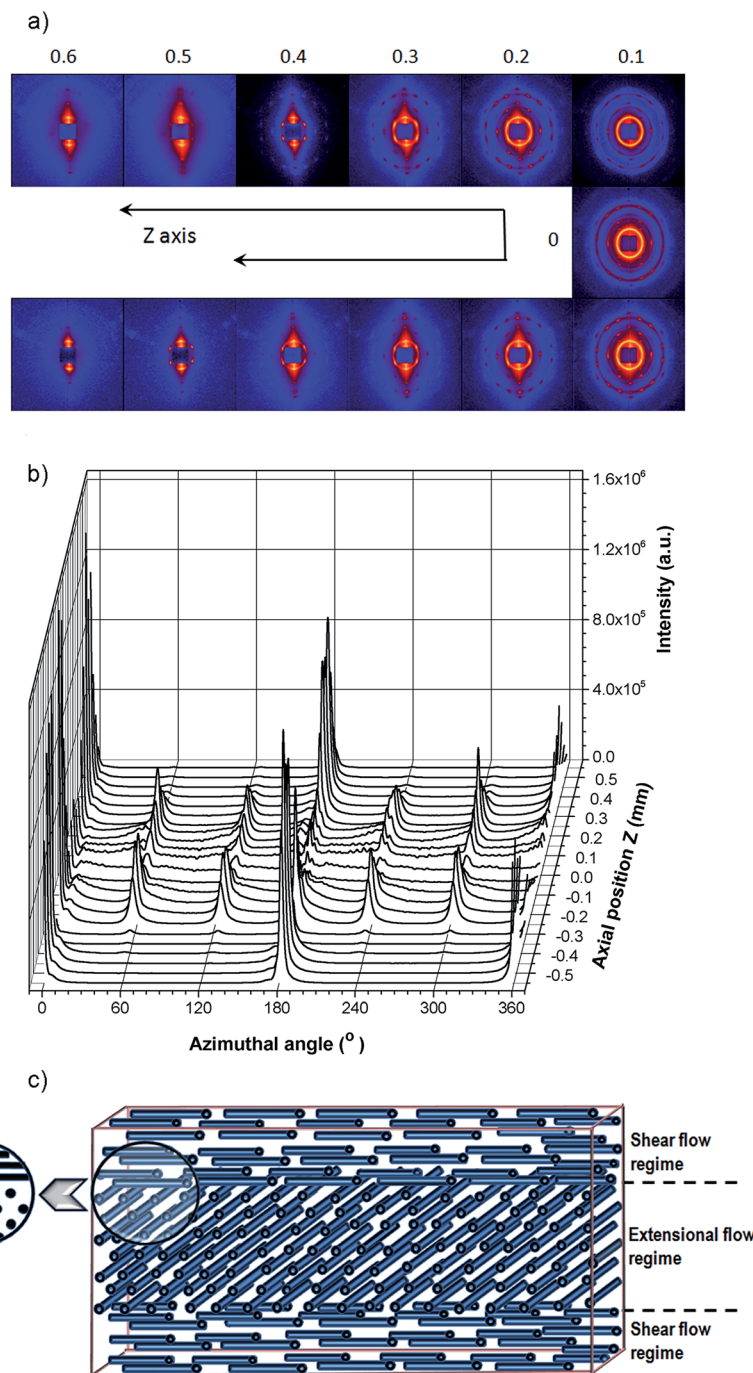 a)
0.6 0.5 0.4 0.3 0.2 0.1
Z axis 0
b)
1.6x10⁶
1.2x10⁶
8.0x10⁵
4.0x10⁵
0.0
Intensity (a.u.)
0.5
0.4
0.3
0.2
0.1
0.0
-0.1
-0.2
-0.3
-0.4
-0.5
Axial position Z (mm)
0 60 120 180 240 300 360
Azimuthal angle (º)
c)
Shear flow
regime
Extensional flow
regime
Shear flow
regime